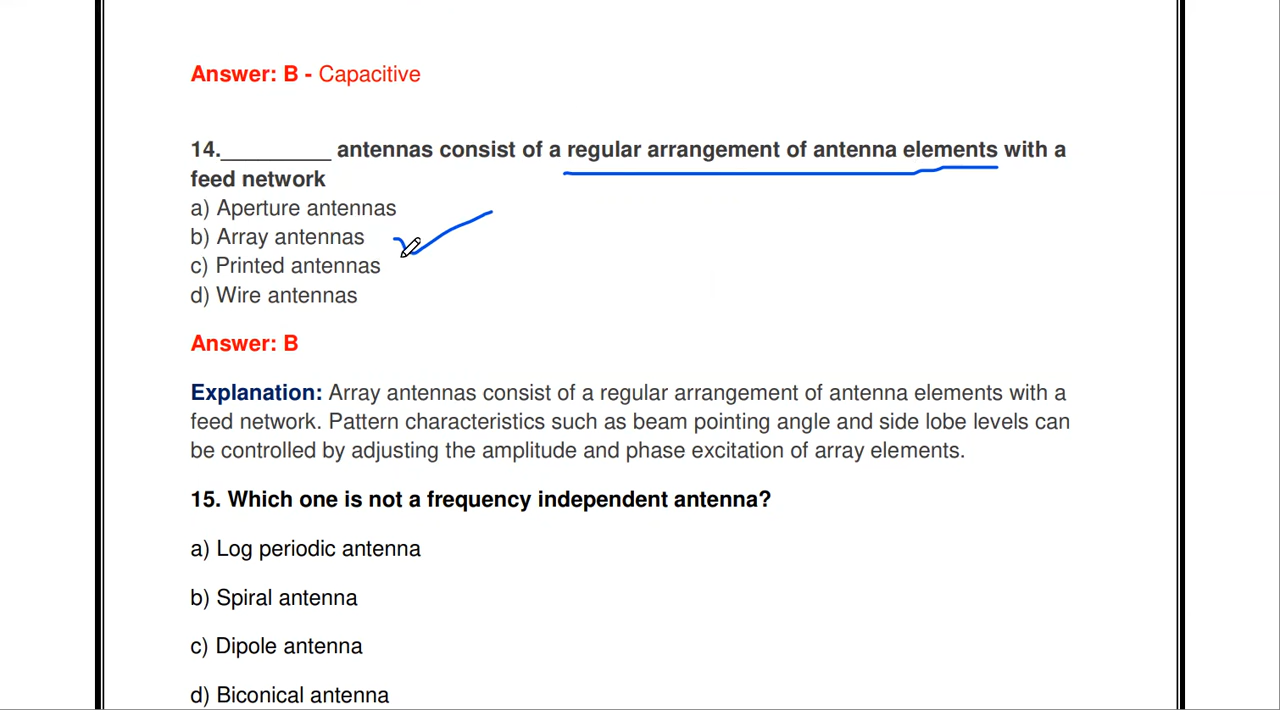 Answer: B - Capacitive
14._________ antennas consist of a regular arrangement of antenna elements with a
feed network
a) Aperture antennas
b) Array antennas
c) Printed antennas
d) Wire antennas
Answer: B
Explanation: Array antennas consist of a regular arrangement of antenna elements with a
feed network. Pattern characteristics such as beam pointing angle and side lobe levels can
be controlled by adjusting the amplitude and phase excitation of array elements.
15. Which one is not a frequency independent antenna?
a) Log periodic antenna
b) Spiral antenna
c) Dipole antenna
d) Biconical antenna